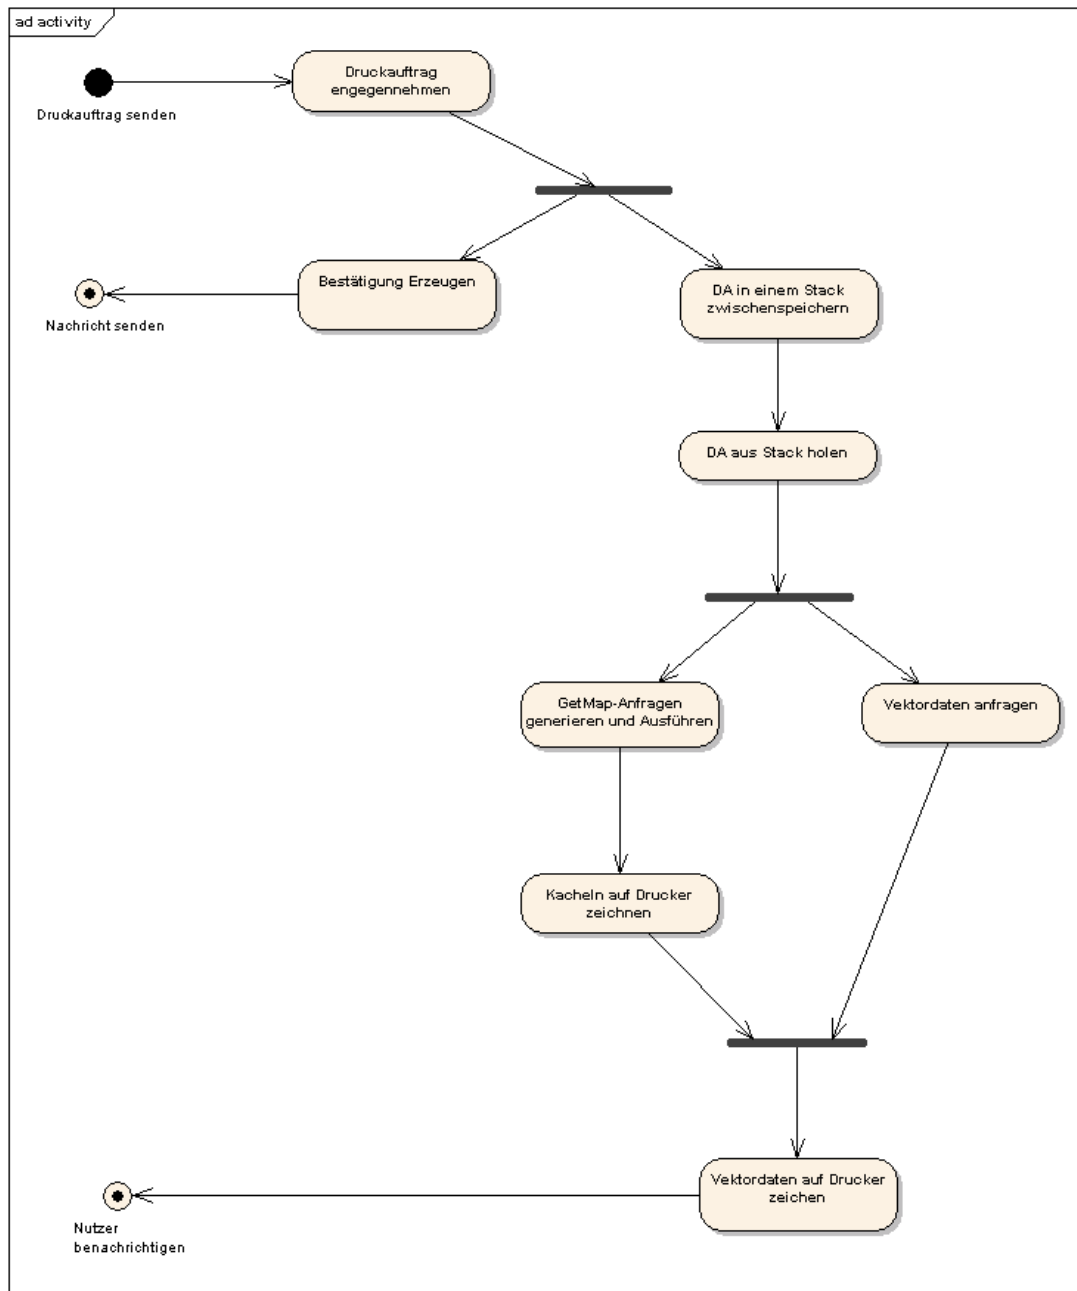 ad activity
Druckauftrag
engegennehmen
Druckauftrag senden
Bestätigung Erzeugen
DA in einem Stack
zwischenspeichern
Nachricht senden
DA aus Stack holen
GetMap-Anfragen
generieren und Ausführen
Vektordaten anfragen
Kacheln auf Drucker
zeichnen
Vektordaten auf Drucker
zeichen
Nutzer
benachrichtigen